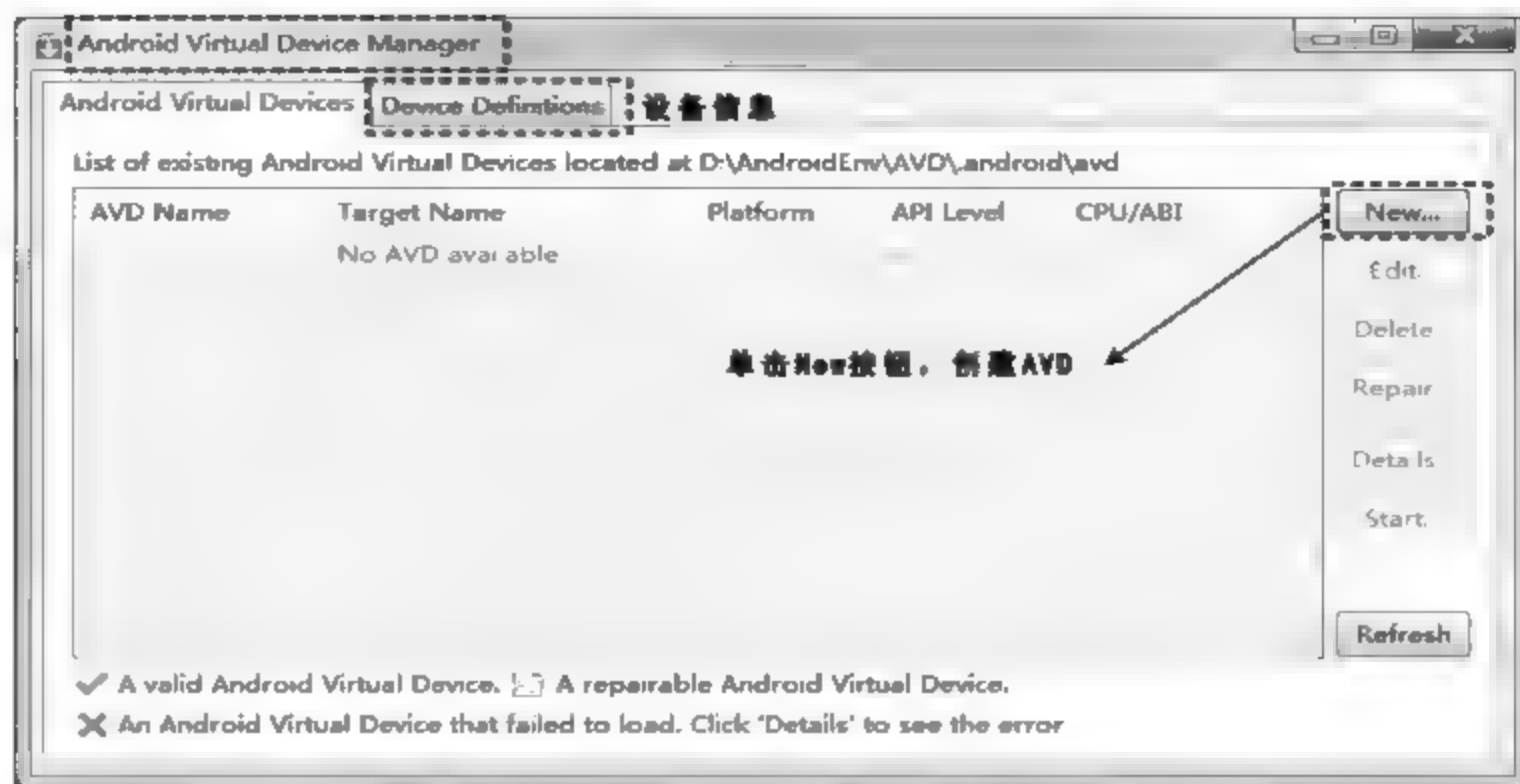 Android Virtual Device Manager
Android Virtual Devices Device Definitions 设备信息
List of existing Android Virtual Devices located at D:\AndroidEnv\AVD\.android\avd
AVD Name Target Name Platform API Level CPU/ABI New...
No AVD available
Edit.
Delete
单击New按钮，创建AVD
Repair
Details
Start.
Refresh
A valid Android Virtual Device. A repairable Android Virtual Device.
An Android Virtual Device that failed to load. Click 'Details' to see the error